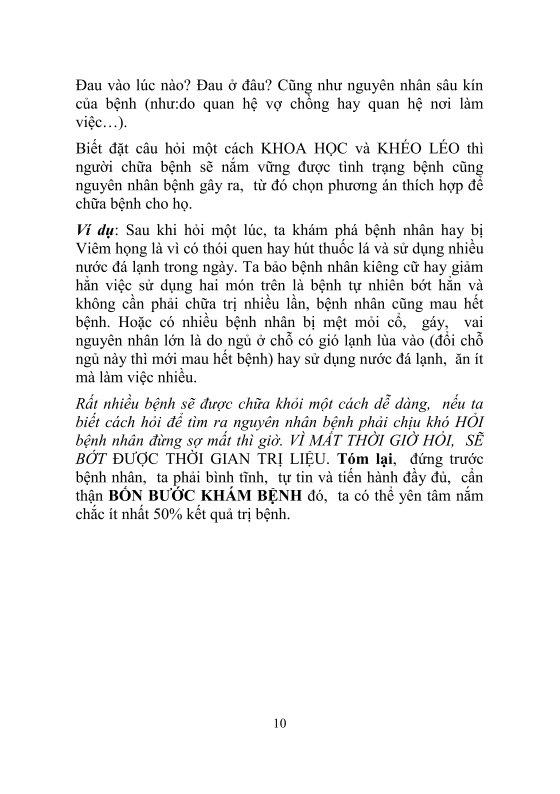 Đau vào lúc nào? Đau ở đâu? Cũng như nguyên nhân sâu kín
của bệnh (như:do quan hệ vợ chồng hay quan hệ nơi làm
việc…).
Biết đặt câu hỏi một cách KHOA HỌC và KHÉO LÉO thì
người chữa bệnh sẽ nắm vững được tình trạng bệnh cũng
nguyên nhân bệnh gây ra, từ đó chọn phương án thích hợp để
chữa bệnh cho họ.
Ví dụ: Sau khi hỏi một lúc, ta khám phá bệnh nhân hay bị
Viêm họng là vì có thói quen hay hút thuốc lá và sử dụng nhiều
nước đá lạnh trong ngày. Ta bảo bệnh nhân kiêng cữ hay giảm
hẳn việc sử dụng hai món trên là bệnh tự nhiên bớt hẳn và
không cần phải chữa trị nhiều lần, bệnh nhân cũng mau hết
bệnh. Hoặc có nhiều bệnh nhân bị mệt mỏi cổ, gáy, vai
nguyên nhân lớn là do ngủ ở chỗ có gió lạnh lùa vào (đổi chỗ
ngủ này thì mới mau hết bệnh) hay sử dụng nước đá lạnh, ăn ít
mà làm việc nhiều.
Rất nhiều bệnh sẽ được chữa khỏi một cách dễ dàng, nếu ta
biết cách hỏi để tìm ra nguyên nhân bệnh phải chịu khó HỎI
bệnh nhân đừng sợ mất thì giờ. VÌ MẤT THỜI GIỜ HỎI, SẼ
BỚT ĐƯỢC THỜI GIAN TRỊ LIỆU. Tóm lại, đứng trước
bệnh nhân, ta phải bình tĩnh, tự tin và tiến hành đầy đủ, cẩn
thận BỐN BƯỚC KHÁM BỆNH đó, ta có thể yên tâm nắm
chắc ít nhất 50% kết quả trị bệnh.
10